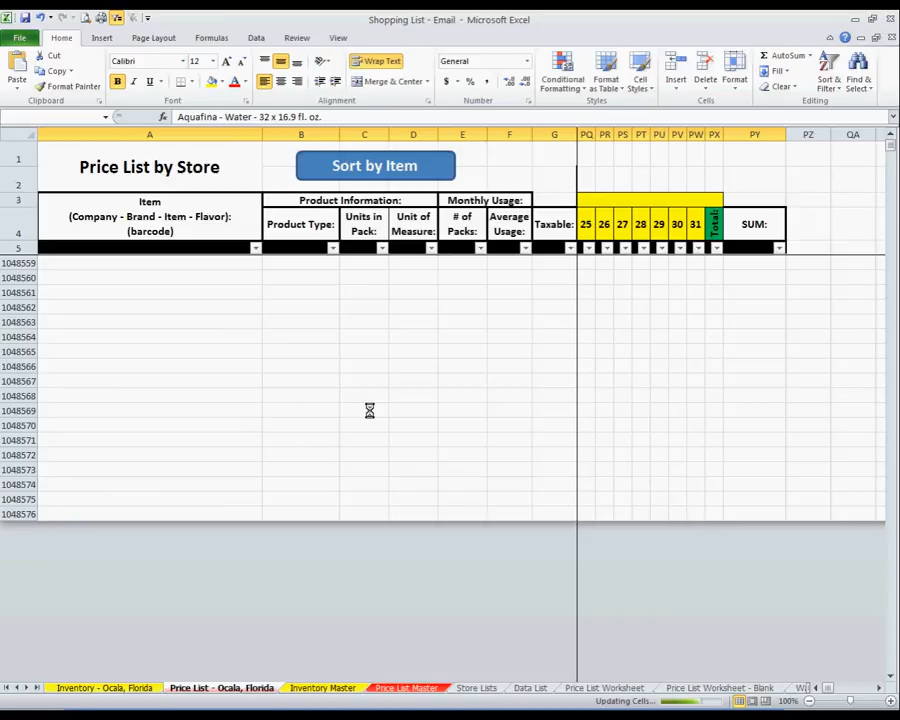 Shopping List - Email - Microsoft Excel
File Home Insert Page Layout Formulas Data Review View
Paste
Cut
Copy
Format Painter
Clipboard
Calibri 12
B I U
Font
Wrap Text
Merge & Center
Alignment
General
$ % ,
Number
Conditional Formatting
Format as Table
Cell Styles
Styles
Insert Delete Format
Cells
AutoSum
Fill
Clear
Sort & Filter
Find & Select
Editing
fx Aquafina - Water - 32 x 16.9 fl. oz.
A B C D E F G PQ PR PS PT PU PV PW PX PY PZ QA
1 Price List by Store
Sort by Item
2
3 Item
(Company - Brand - Item - Flavor):
(barcode)
Product Information: Monthly Usage:
4 Product Type: Units in Pack: Unit of Measure: # of Packs: Average Usage: Taxable: 25 26 27 28 29 30 31 Total: SUM:
5
1048559
1048560
1048561
1048562
1048563
1048564
1048565
1048566
1048567
1048568
1048569
1048570
1048571
1048572
1048573
1048574
1048575
1048576
Inventory - Ocala, Florida Price List - Ocala, Florida Inventory Master Price List Master Store Lists Data List Price List Worksheet Price List Worksheet - Blank
Updating Cells... 100%